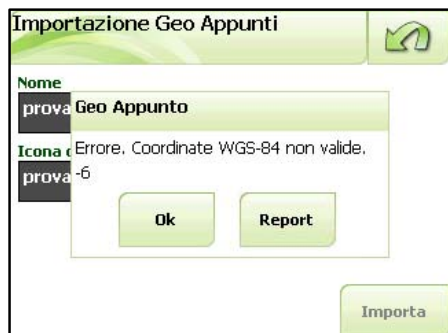 Importazione Geo Appunti
Nome
prova
Geo Appunto
Errore. Coordinate WGS-84 non valide.
-6
Icona
prova
Ok
Report
Importa